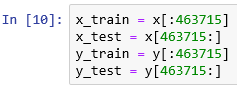 In [10]: x_train = x[:463715]
x_test = x[463715:]
y_train = y[:463715]
y_test = y[463715:]